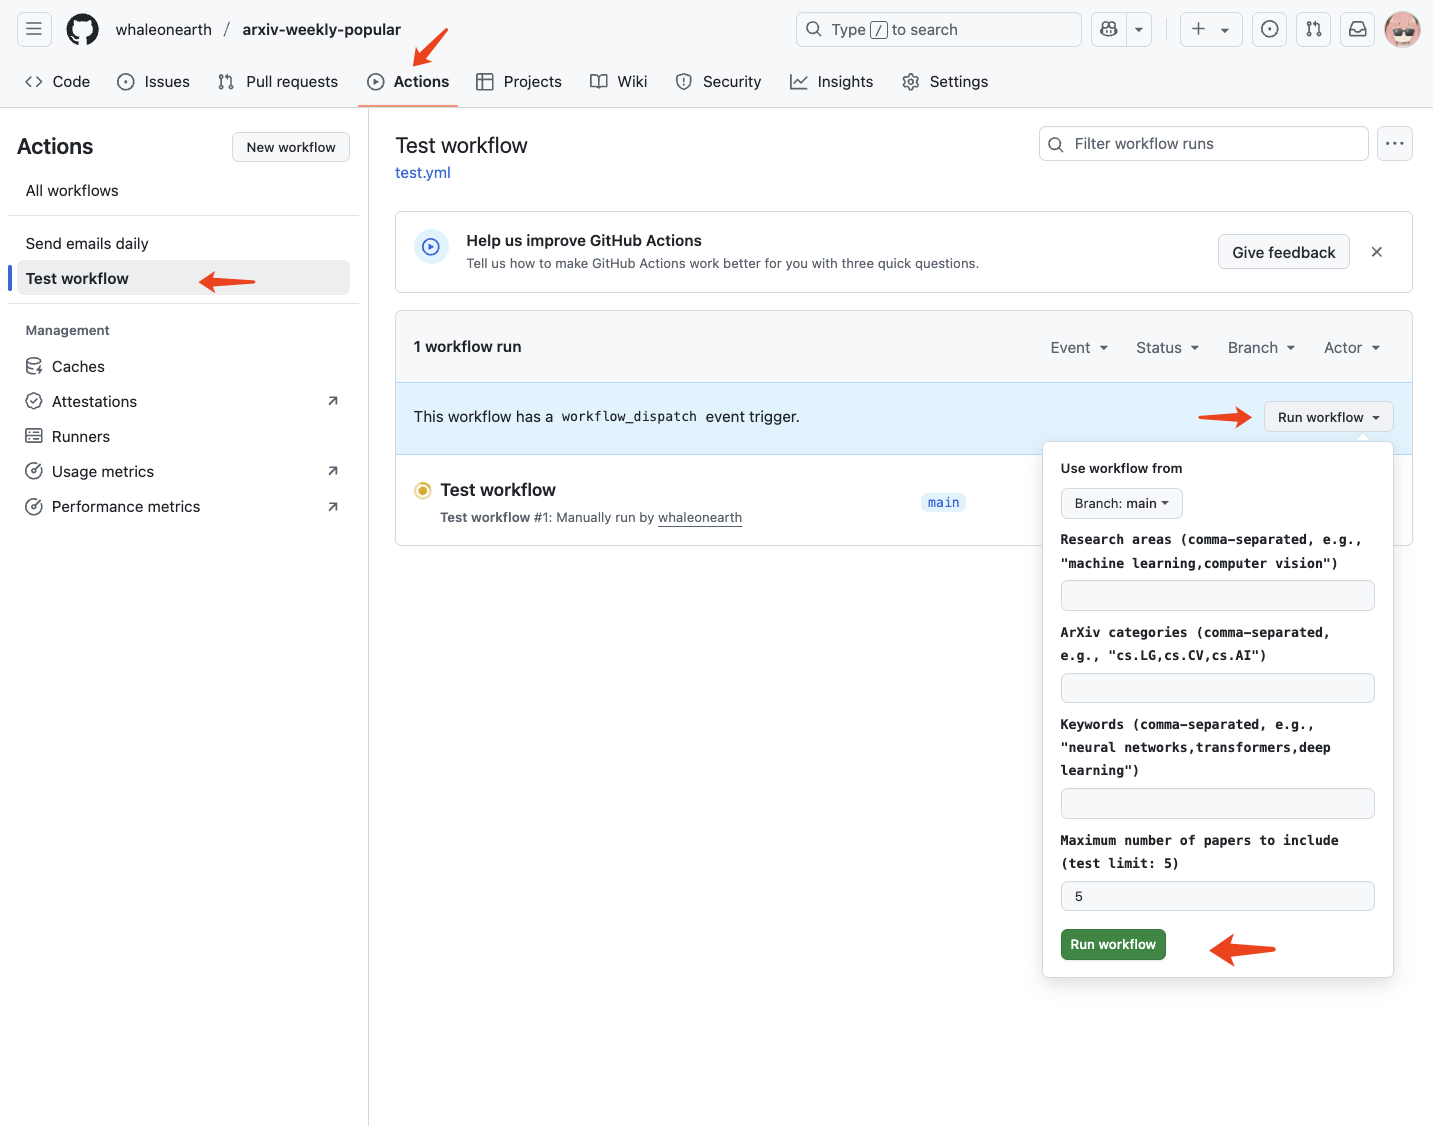 whaleonearth / arxiv-weekly-popular
Type / to search
Code
Issues
Pull requests
Actions
Projects
Wiki
Security
Insights
Settings
Actions
New workflow
All workflows
Send emails daily
Test workflow
Management
Caches
Attestations
Runners
Usage metrics
Performance metrics
Test workflow
test.yml
Filter workflow runs
Help us improve GitHub Actions
Tell us how to make GitHub Actions work better for you with three quick questions.
Give feedback
1 workflow run
Event
Status
Branch
Actor
This workflow has a workflow_dispatch event trigger.
Run workflow
Test workflow
Test workflow #1: Manually run by whaleonearth
main
Use workflow from
Branch: main
Research areas (comma-separated, e.g.,
"machine learning,computer vision")
ArXiv categories (comma-separated,
e.g., "cs.LG,cs.CV,cs.AI")
Keywords (comma-separated, e.g.,
"neural networks,transformers,deep
learning")
Maximum number of papers to include
(test limit: 5)
5
Run workflow